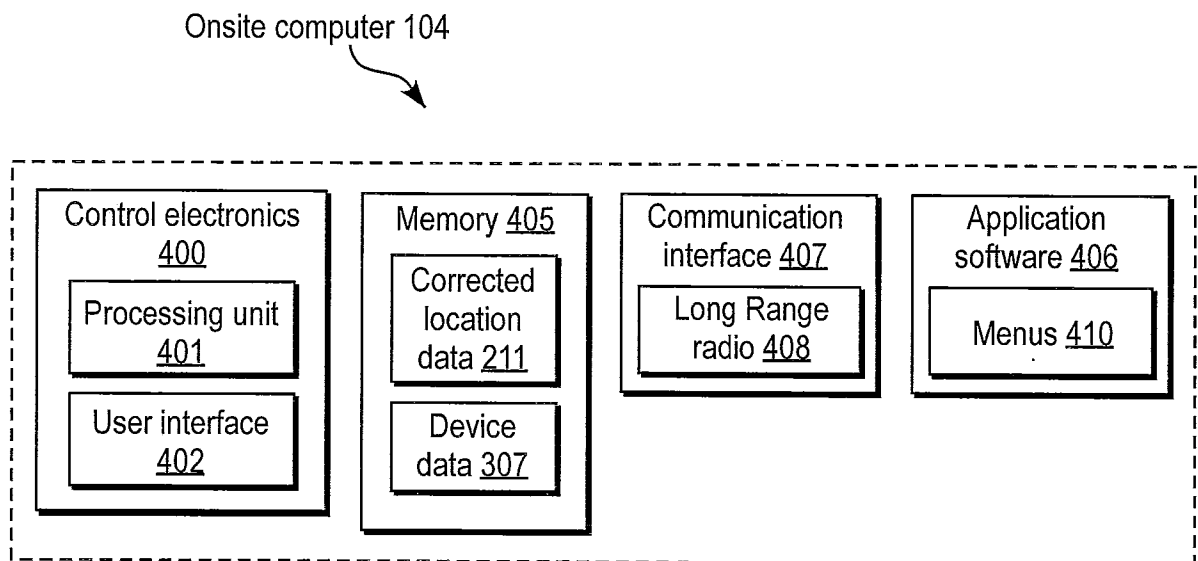 Onsite computer 104
Control electronics
400
Processing unit
401
User interface
402
Memory 405
Corrected
location
data 211
Device
data 307
Communication
interface 407
Long Range
radio 408
Application
software 406
Menus 410